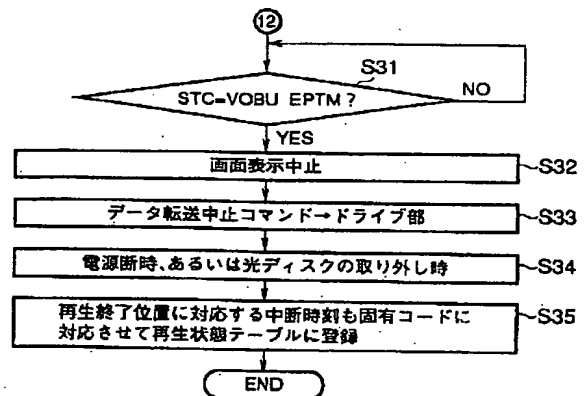 12
S31
STC=VOBU EPTM ?
NO
YES
画面表示中止
S32
データ転送中止コマンド→ドライブ部
S33
電源断時、あるいは光ディスクの取り外し時
S34
再生終了位置に対応する中断時刻も固有コードに
対応させて再生状態テーブルに登録
S35
END